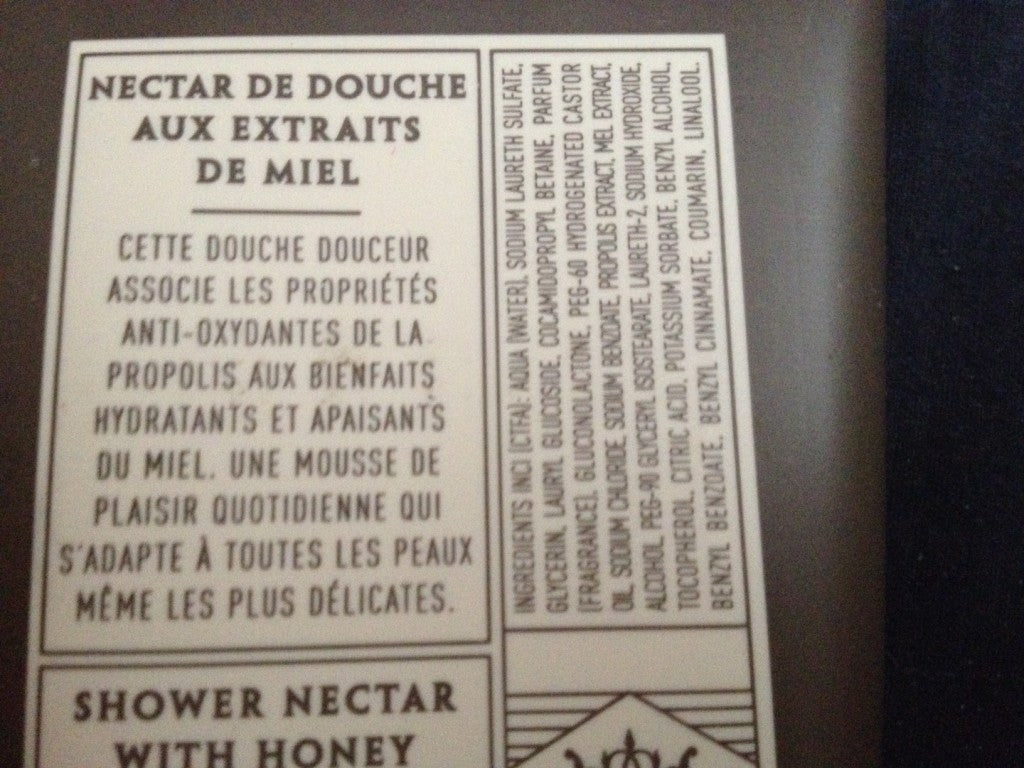 NECTAR DE DOUCHE
AUX EXTRAITS
DE MIEL
CETTE DOUCHE DOUCEUR
ASSOCIE LES PROPRIÉTÉS
ANTI-OXYDANTES DE LA
PROPOLIS AUX BIENFAITS
HYDRATANTS ET APAISANTS
DU MIEL. UNE MOUSSE DE
PLAISIR QUOTIDIENNE QUI
S'ADAPTE À TOUTES LES PEAUX
MÊME LES PLUS DÉLICATES.
SHOWER NECTAR
WITH HONEY
INGREDIENTS INCI (CTFA): AQUA (WATER), SODIUM LAURETH SULFATE,
GLYCERIN, LAURYL GLUCOSIDE, COCAMIDOPROPYL BETAINE, PARFUM
(FRAGRANCE), GLUCONOLACTONE, PEG-60 HYDROGENATED CASTOR
OIL, SODIUM CHLORIDE, SODIUM BENZOATE, PROPOLIS EXTRACT, MEL EXTRACT,
ALCOHOL, PEG-90 GLYCERYL ISOSTEARATE, LAURETH-2, SODIUM HYDROXIDE,
TOCOPHEROL, CITRIC ACID, POTASSIUM SORBATE, BENZYL ALCOHOL,
BENZYL BENZOATE, BENZYL CINNAMATE, COUMARIN, LINALOOL.